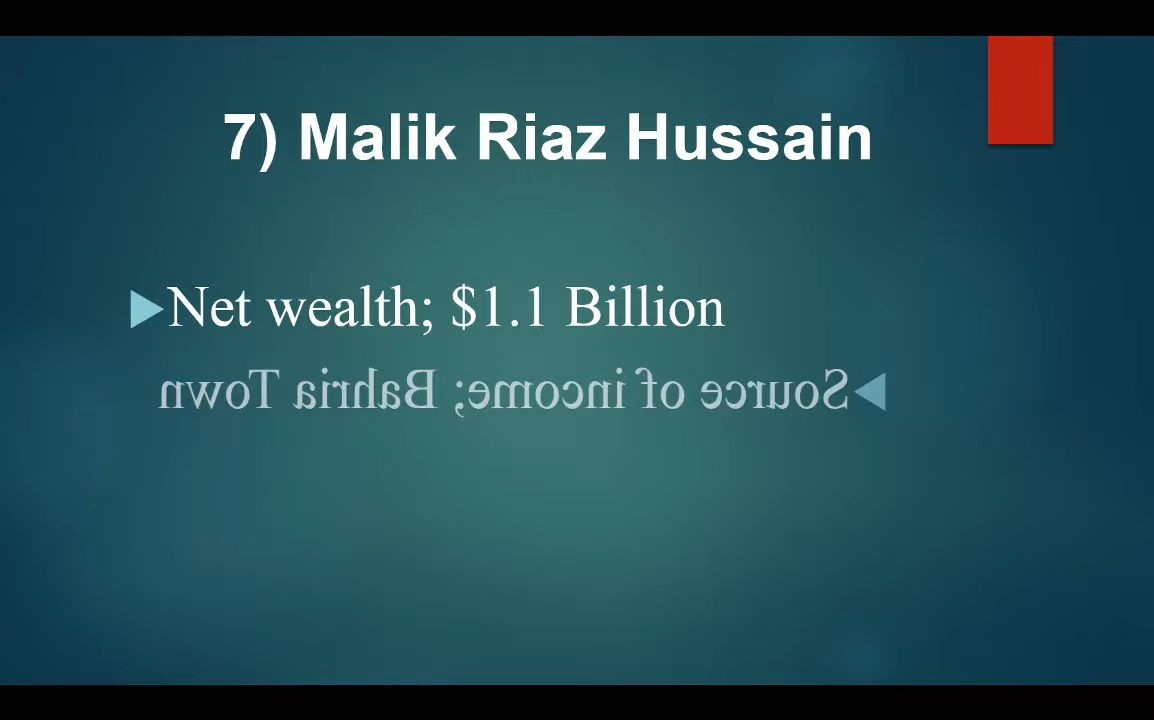 7) Malik Riaz Hussain
Net wealth; $1.1 Billion
Source of income; Bahria Town